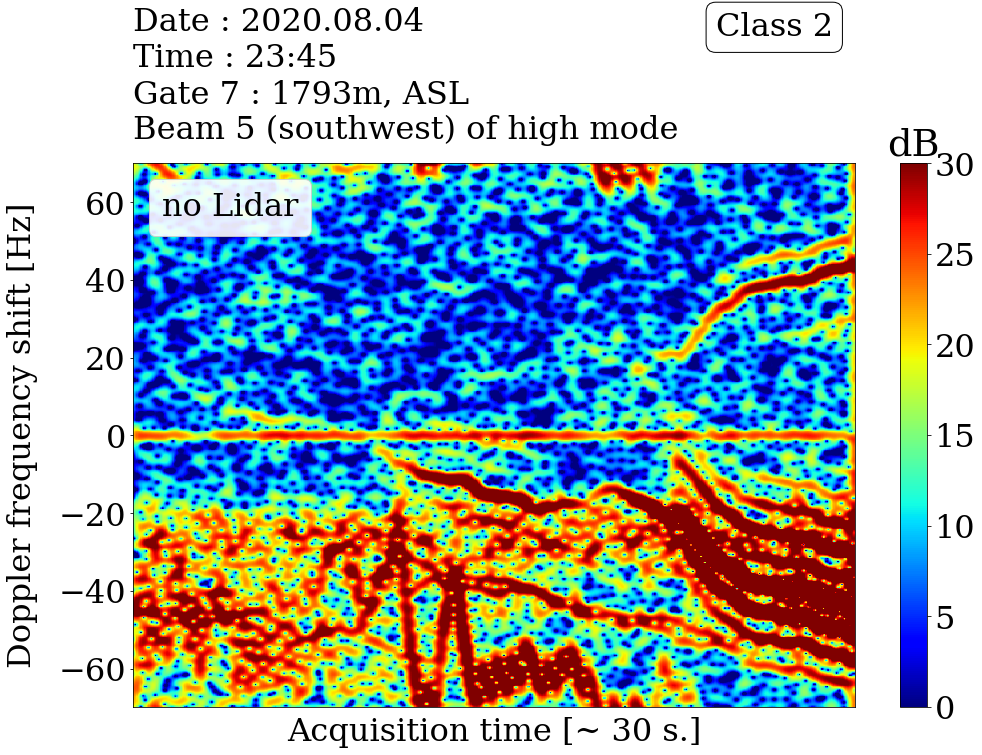 Date : 2020.08.04
Time : 23:45
Gate 7 : 1793m, ASL
Beam 5 (southwest) of high mode
Class 2
dB
no Lidar
Doppler frequency shift [Hz]
60
40
20
0
−20
−40
−60
30
25
20
15
10
5
0
Acquisition time [~ 30 s.]